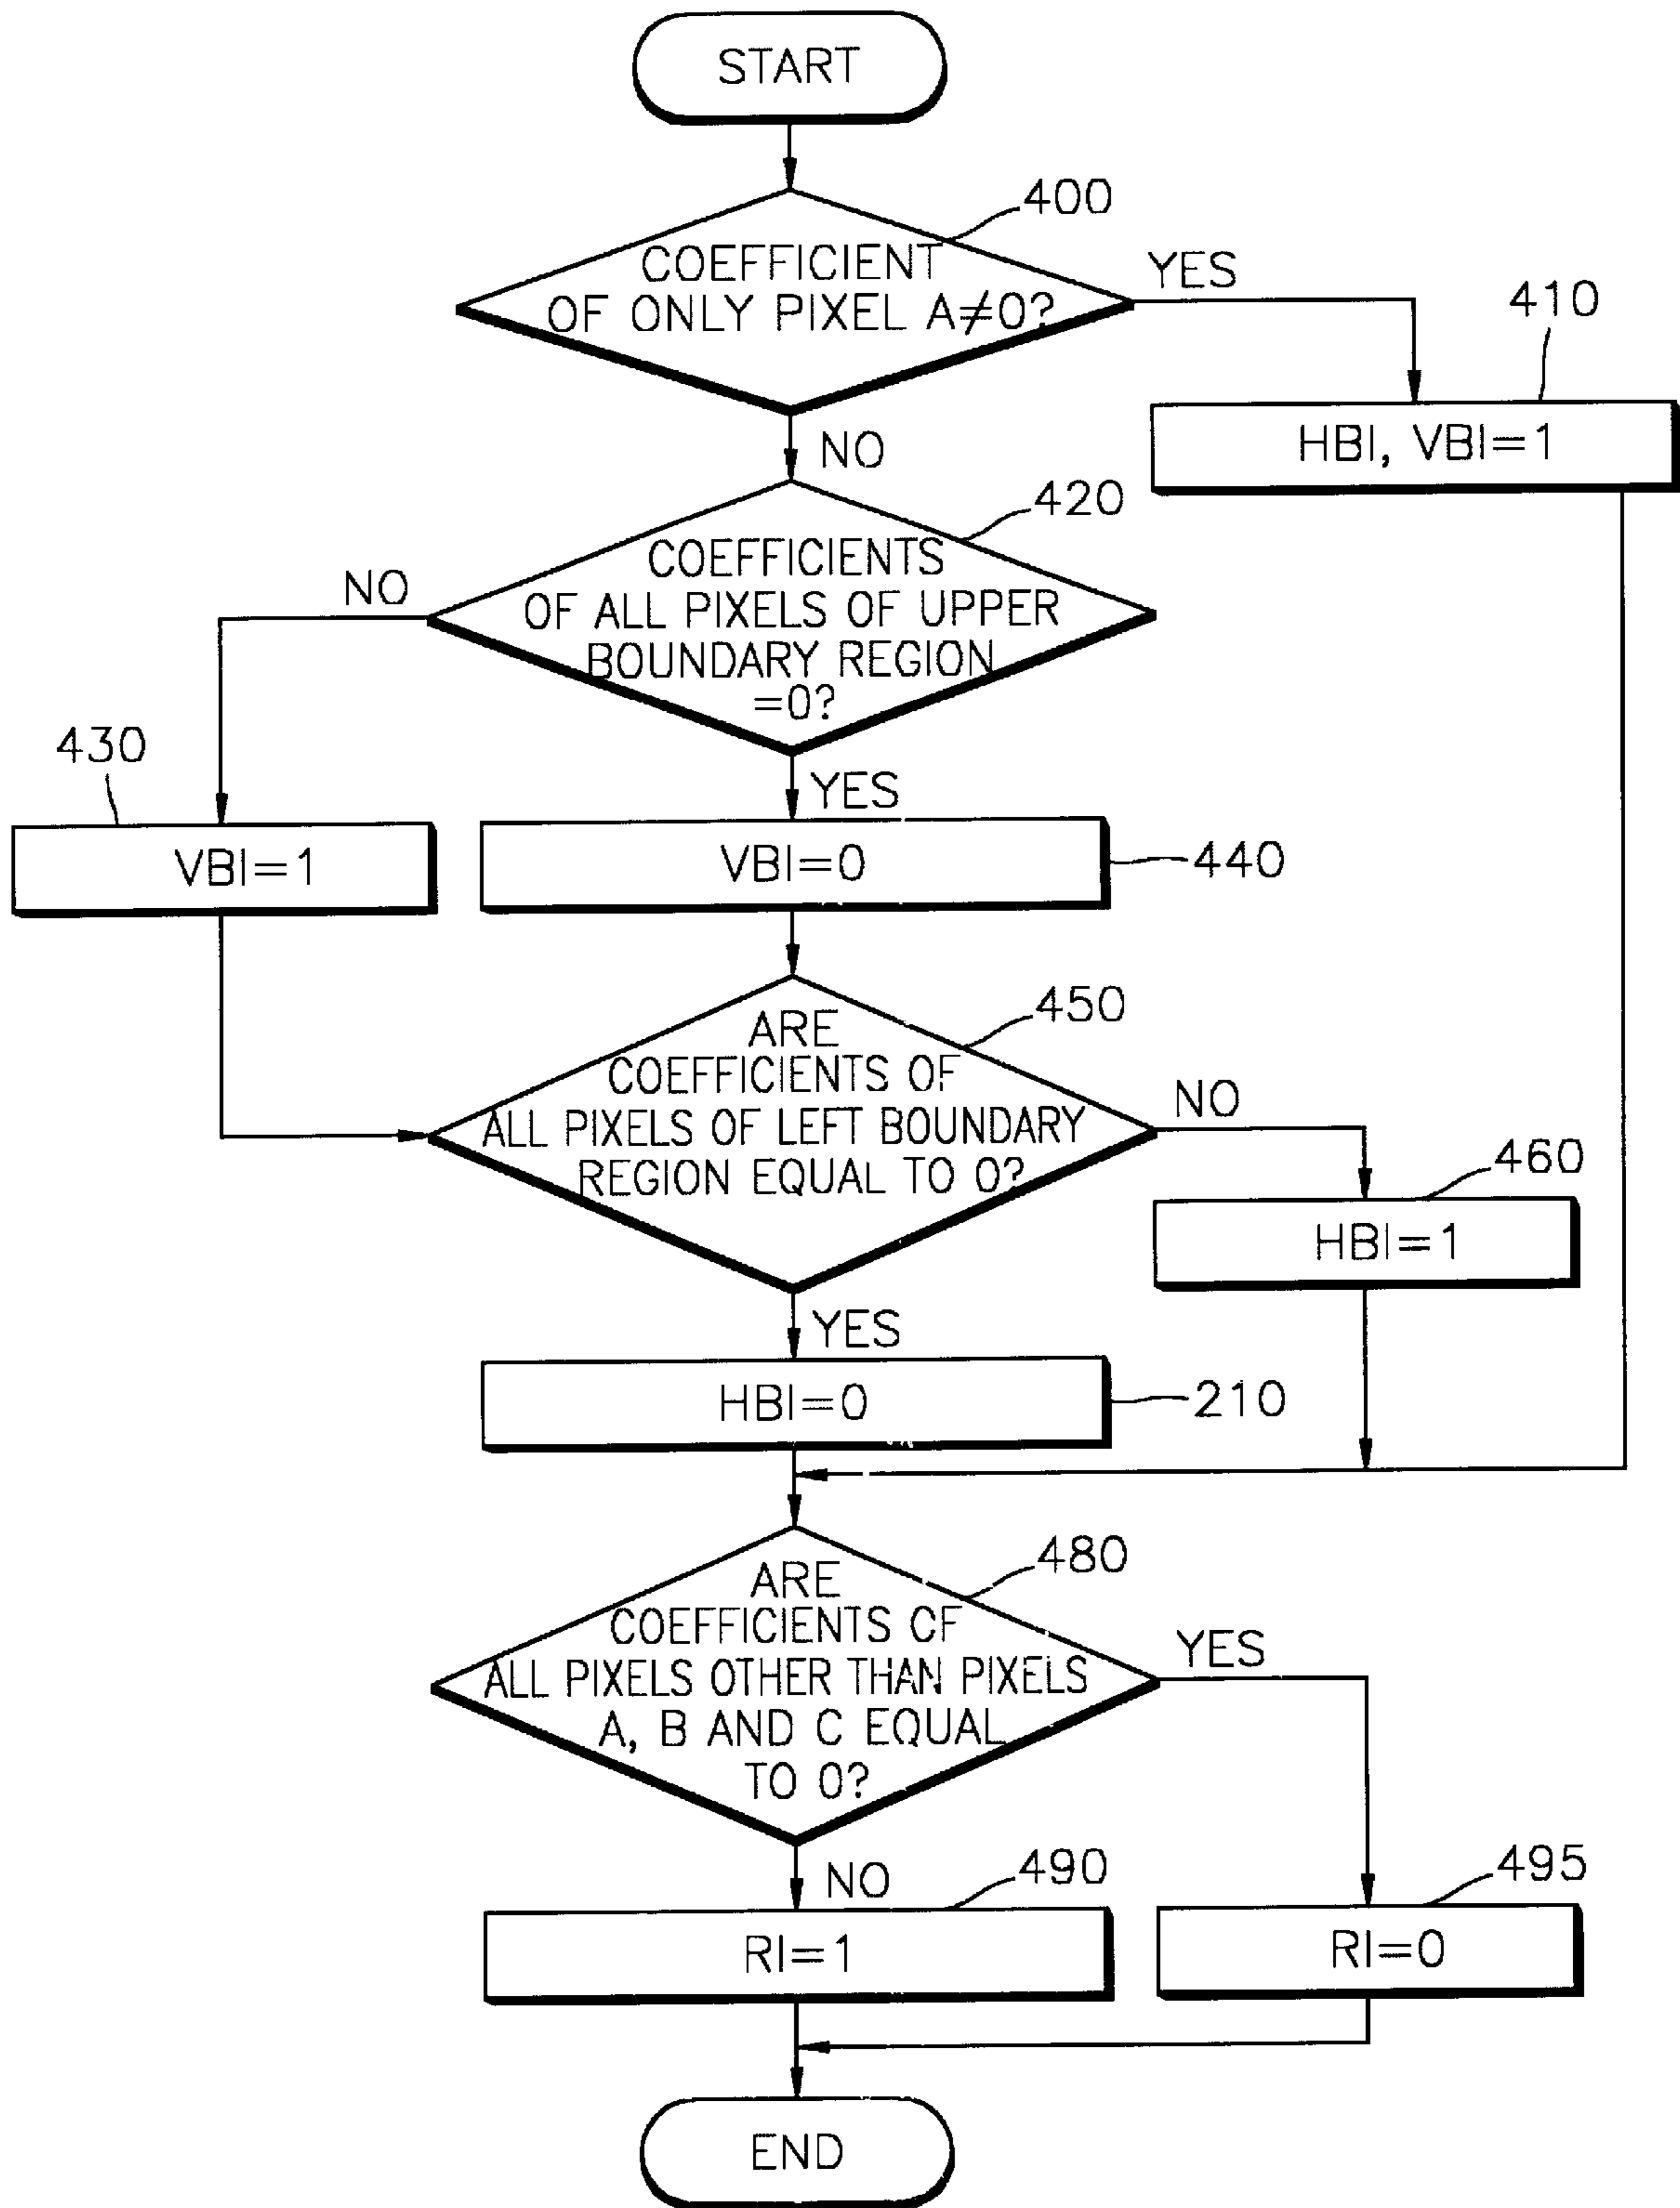 START
400
COEFFICIENT
OF ONLY PIXEL A≠0?
YES
410
HBI, VBI=1
NO
420
COEFFICIENTS
OF ALL PIXELS OF UPPER
BOUNDARY REGION
=0?
NO
430
YES
VBI=1
VBI=0
440
450
ARE
COEFFICIENTS OF
ALL PIXELS OF LEFT BOUNDARY
REGION EQUAL TO 0?
NO
460
HBI=1
YES
HBI=0
210
480
ARE
COEFFICIENTS CF
ALL PIXELS OTHER THAN PIXELS
A, B AND C EQUAL
TO 0?
YES
NO
490
495
RI=1
RI=0
END